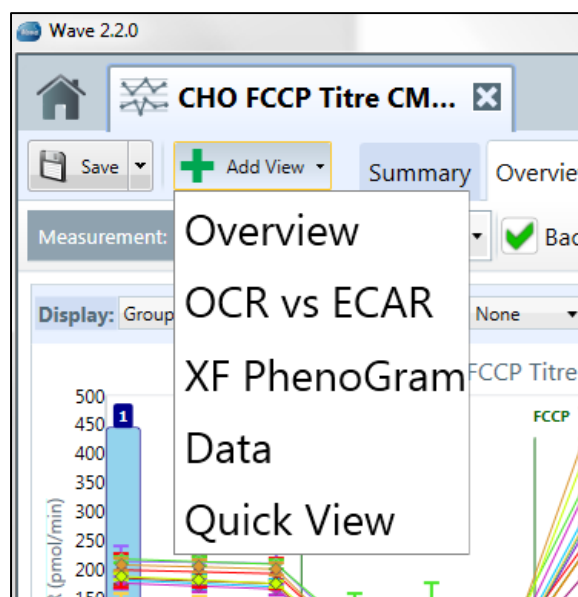 Wave 2.2.0
CHO FCCP Titre CM...
Save
Add View
Summary
Overvie
Measurement:
Overview
Bac
OCR vs ECAR
Display: Group
None
XF PhenoGram
FCCP Titre
Data
Quick View
FCCP
1
500
450
400
350
300
250
200
150
(pmol/min)